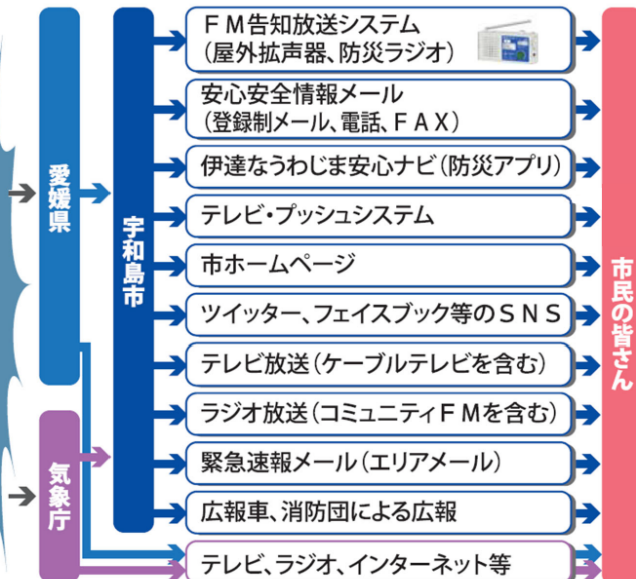 愛媛県
気象庁
宇和島市
ＦＭ告知放送システム
(屋外拡声器、防災ラジオ)
安心安全情報メール
(登録制メール、電話、ＦＡＸ)
伊達なうわじま安心ナビ(防災アプリ)
テレビ・プッシュシステム
市ホームページ
ツイッター、フェイスブック等のＳＮＳ
テレビ放送(ケーブルテレビを含む)
ラジオ放送(コミュニティＦＭを含む)
緊急速報メール(エリアメール)
広報車、消防団による広報
テレビ、ラジオ、インターネット等
市民の皆さん